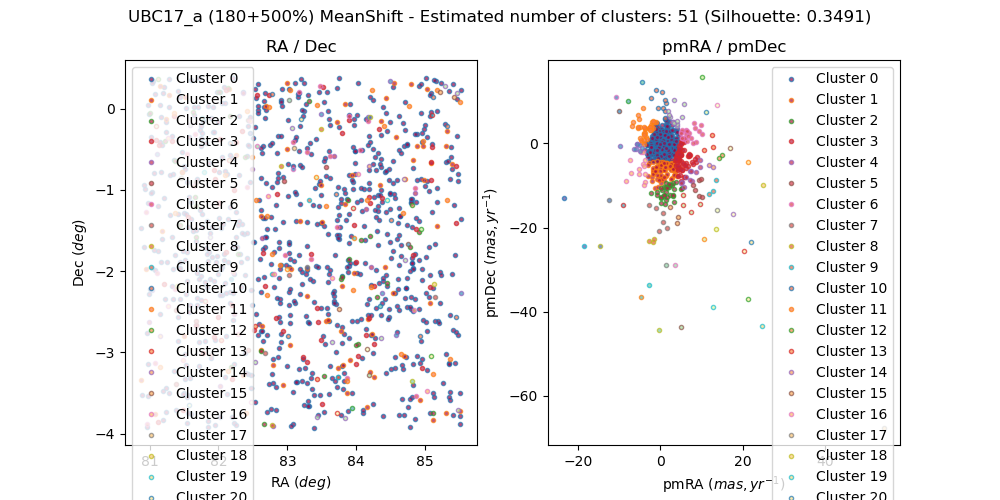 UBC17_a (180+500%) MeanShift - Estimated number of clusters: 51 (Silhouette: 0.3491)
RA / Dec
Dec (deg)
0
−1
−2
−3
−4
81
82
83
84
85
RA (deg)
Cluster 0
Cluster 1
Cluster 2
Cluster 3
Cluster 4
Cluster 5
Cluster 6
Cluster 7
Cluster 8
Cluster 9
Cluster 10
Cluster 11
Cluster 12
Cluster 13
Cluster 14
Cluster 15
Cluster 16
Cluster 17
Cluster 18
Cluster 19
Cluster 20
pmRA / pmDec
pmDec (mas, yr⁻¹)
0
−20
−40
−60
−20
0
20
40
pmRA (mas, yr⁻¹)
Cluster 0
Cluster 1
Cluster 2
Cluster 3
Cluster 4
Cluster 5
Cluster 6
Cluster 7
Cluster 8
Cluster 9
Cluster 10
Cluster 11
Cluster 12
Cluster 13
Cluster 14
Cluster 15
Cluster 16
Cluster 17
Cluster 18
Cluster 19
Cluster 20